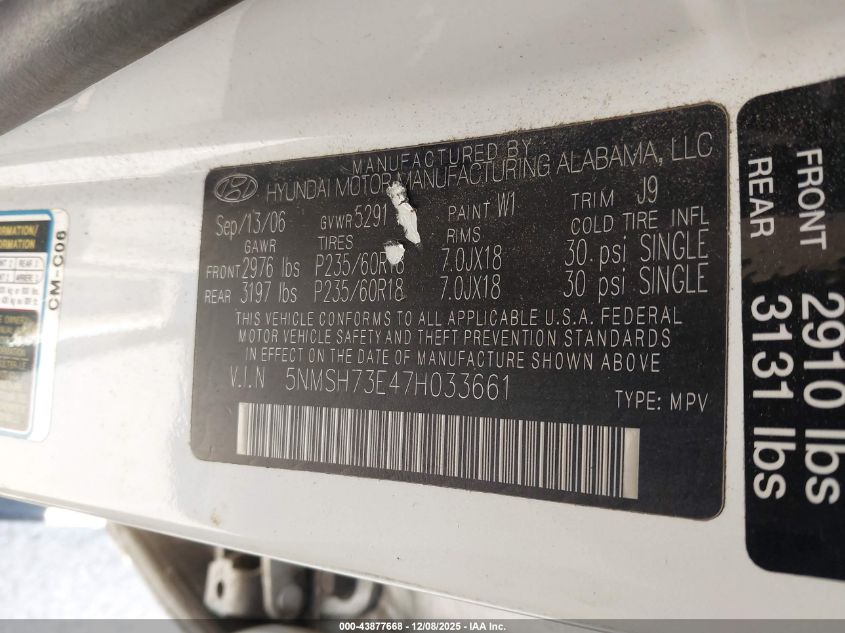 MANUFACTURED BY
HYUNDAI MOTOR MANUFACTURING ALABAMA, LLC
Sep/13/06 GVWR 5291 PAINT W1 TRIM J9
GAWR TIRES RIMS COLD TIRE INFL
FRONT 2976 lbs P235/60R18 7.0JX18 30. psi SINGLE
REAR 3197 lbs P235/60R18 7.0JX18 30 psi SINGLE
THIS VEHICLE CONFORMS TO ALL APPLICABLE U.S.A. FEDERAL
MOTOR VEHICLE SAFETY AND THEFT PREVENTION STANDARDS
IN EFFECT ON THE DATE OF MANUFACTURE SHOWN ABOVE
V.I.N 5NMSH73E47H033661
TYPE: MPV
FRONT 2910 lbs
REAR 3131 lbs
CM-C06
000-43877668 - 12/08/2025 - IAA Inc.